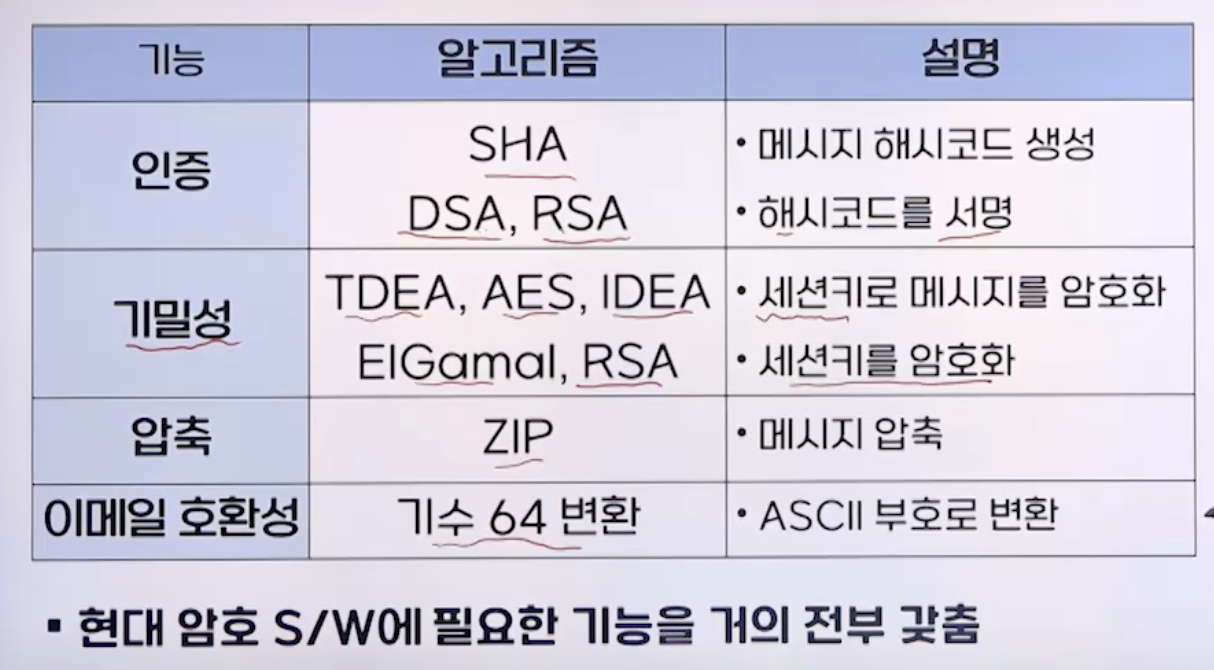 기능 알고리즘 설명
인증
SHA • 메시지 해시코드 생성
DSA, RSA • 해시코드를 서명
기밀성
TDEA, AES, IDEA • 세션키로 메시지를 암호화
ElGamal, RSA • 세션키를 암호화
압축 ZIP • 메시지 압축
이메일 호환성 기수 64 변환 • ASCII 부호로 변환
▪ 현대 암호 S/W에 필요한 기능을 거의 전부 갖춤